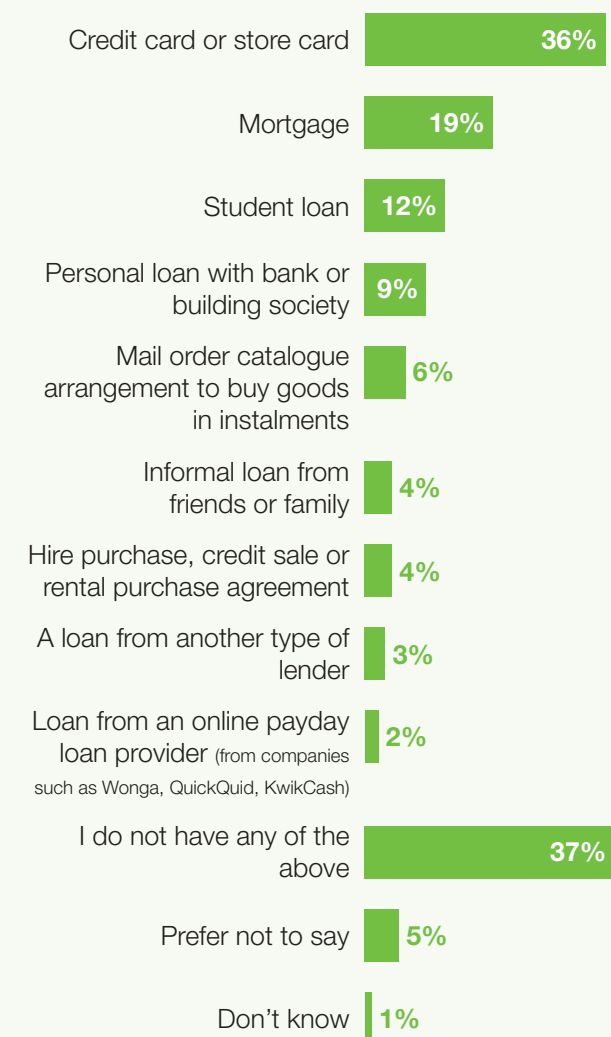 Credit card or store card 36%
Mortgage 19%
Student loan 12%
Personal loan with bank or
building society 9%
Mail order catalogue
arrangement to buy goods 6%
in instalments
Informal loan from
friends or family 4%
Hire purchase, credit sale or
rental purchase agreement 4%
A loan from another type of
lender 3%
Loan from an online payday
loan provider (from companies 2%
such as Wonga, QuickQuid, KwikCash)
I do not have any of the
above 37%
Prefer not to say 5%
Don’t know 1%